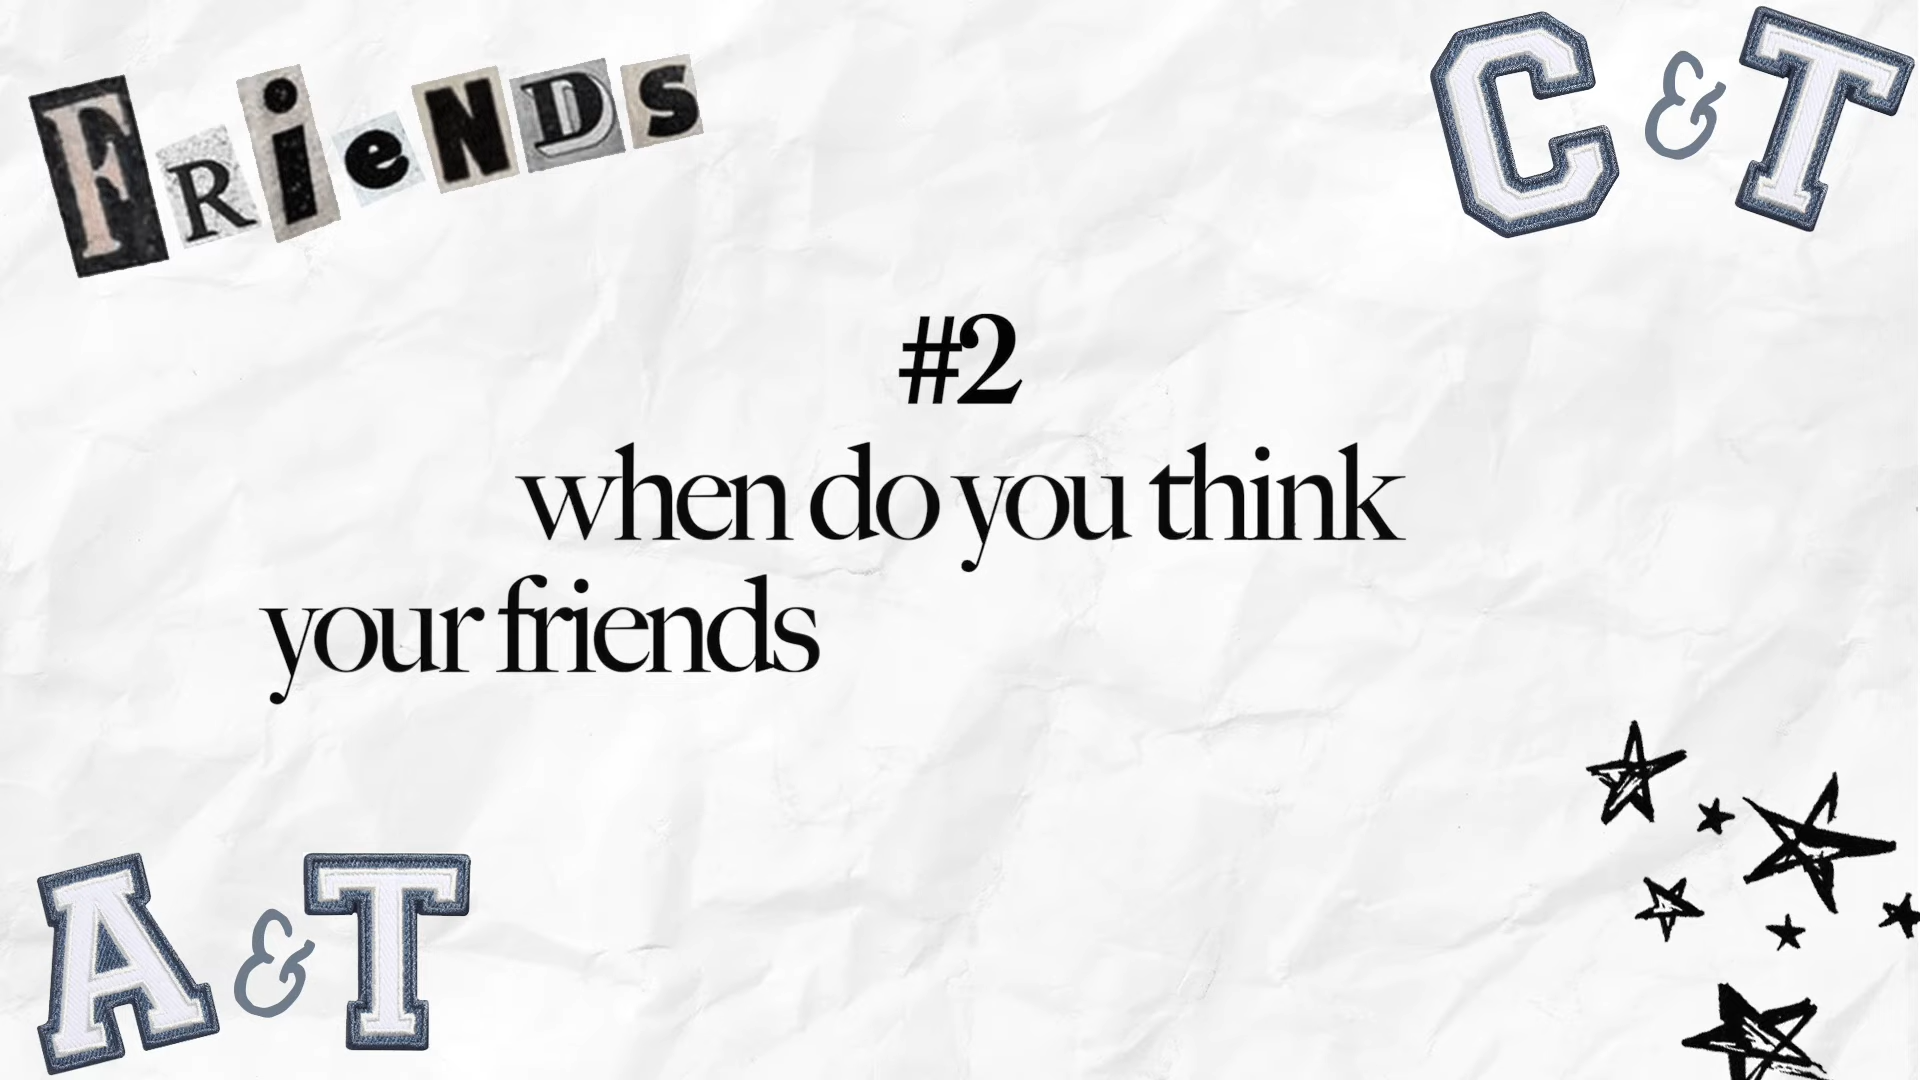 FRieNDS
C & T
#2
when do you think
your friends
A & T